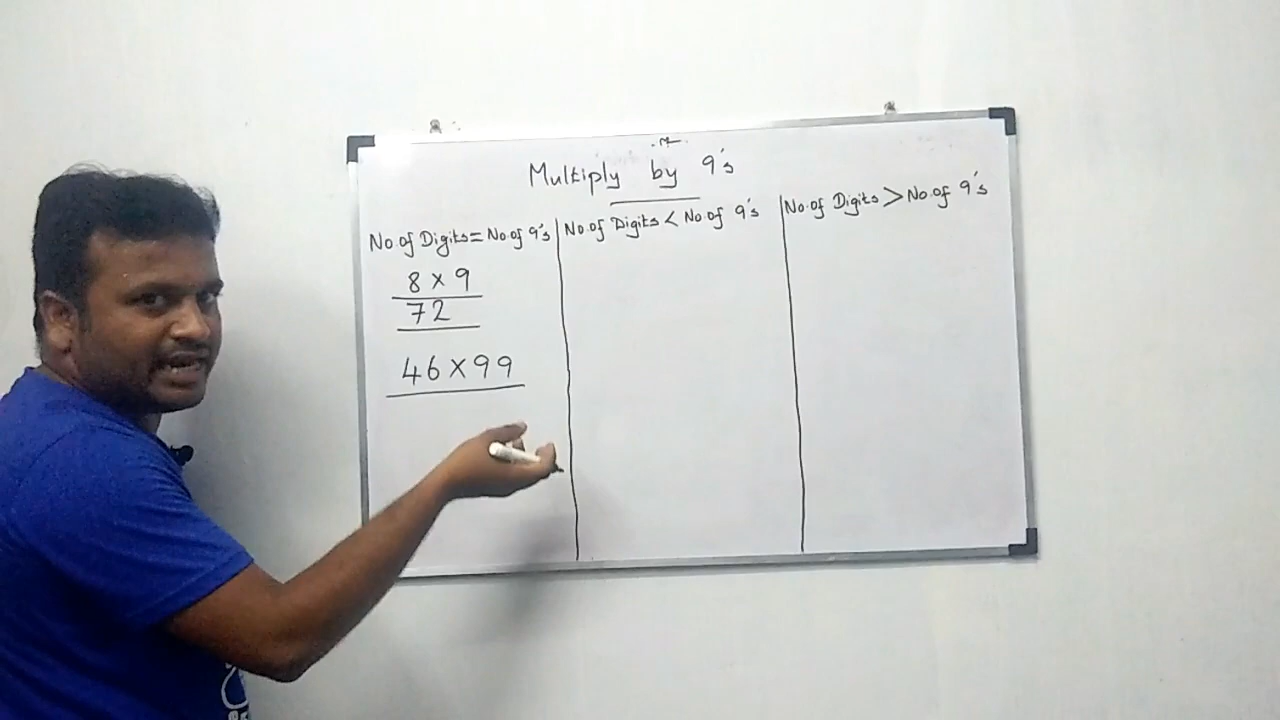 Multiply by 9's
No.of Digits = No.of 9's
8 × 9
72
46 × 99
No.of Digits < No.of 9's
No.of Digits > No.of 9's